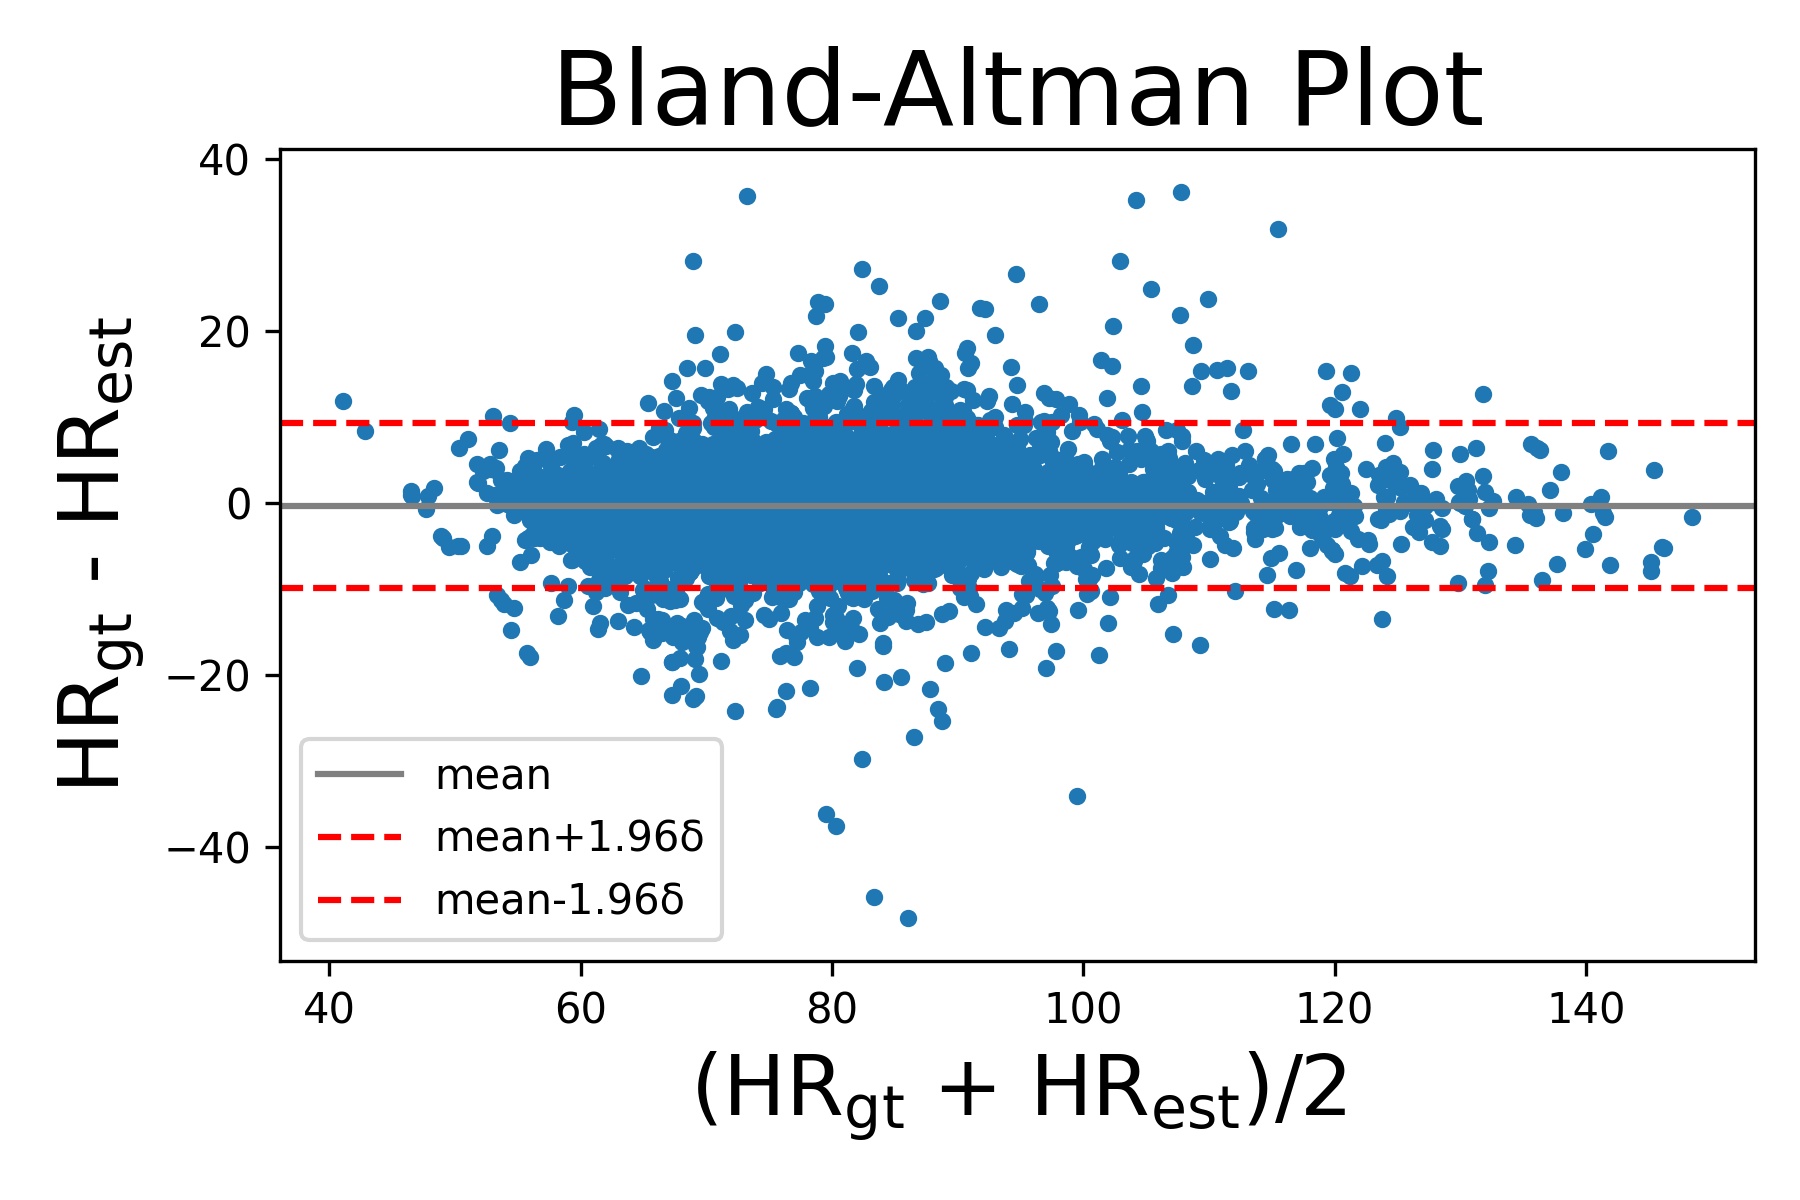 Bland-Altman Plot
HRgt - HRest
40
20
0
−20
−40
mean
mean+1.96δ
mean-1.96δ
40 60 80 100 120 140
(HRgt + HRest)/2